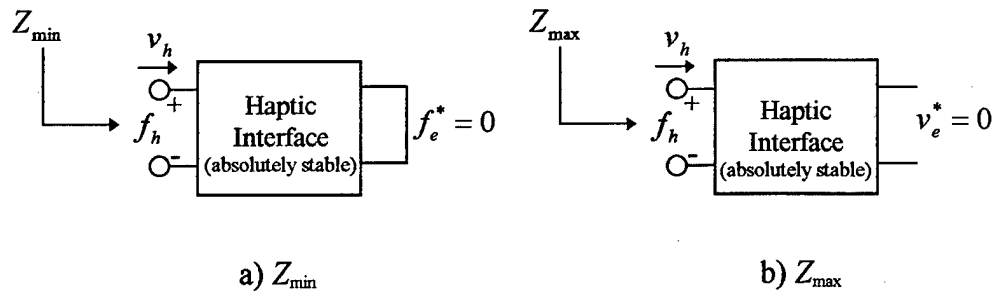 Z_min
v_h
+
f_h
-
Haptic
Interface
(absolutely stable)
f_e^* = 0
a) Z_min
Z_max
v_h
+
f_h
-
Haptic
Interface
(absolutely stable)
v_e^* = 0
b) Z_max